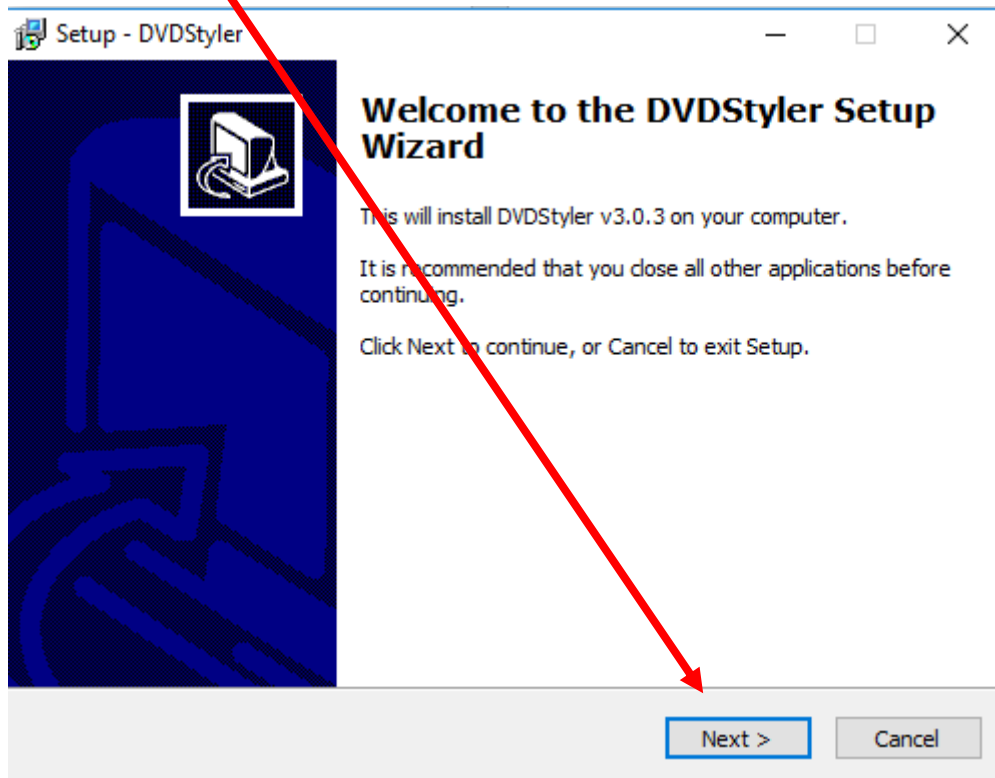 Setup - DVDStyler
Welcome to the DVDStyler Setup
Wizard
This will install DVDStyler v3.0.3 on your computer.
It is recommended that you close all other applications before
continuing.
Click Next to continue, or Cancel to exit Setup.
Next >
Cancel